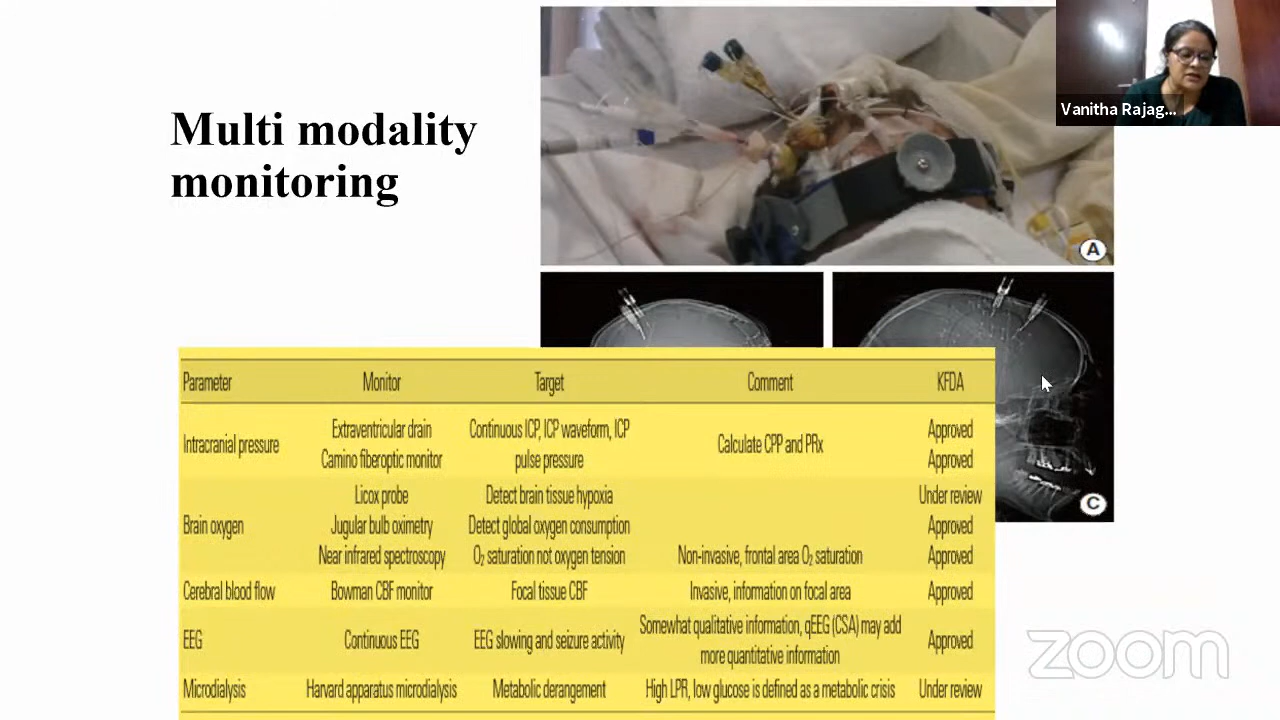 Multi modality
monitoring
Vanitha Rajag...
A
C
Parameter Monitor Target Comment KFDA
Intracranial pressure
Extraventricular drain
Camino fiberoptic monitor
Continuous ICP, ICP waveform, ICP
pulse pressure
Calculate CPP and PRx
Approved
Approved
Brain oxygen
Licox probe Detect brain tissue hypoxia Under review
Jugular bulb oximetry Detect global oxygen consumption Approved
Near infrared spectroscopy O₂ saturation not oxygen tension Non-invasive, frontal area O₂ saturation Approved
Cerebral blood flow Bowman CBF monitor Focal tissue CBF Invasive, information on focal area Approved
EEG Continuous EEG EEG slowing and seizure activity
Somewhat qualitative information, qEEG (CSA) may add
more quantitative information
Approved
Microdialysis Harvard apparatus microdialysis Metabolic derangement High LPR, low glucose is defined as a metabolic crisis Under review
zoom